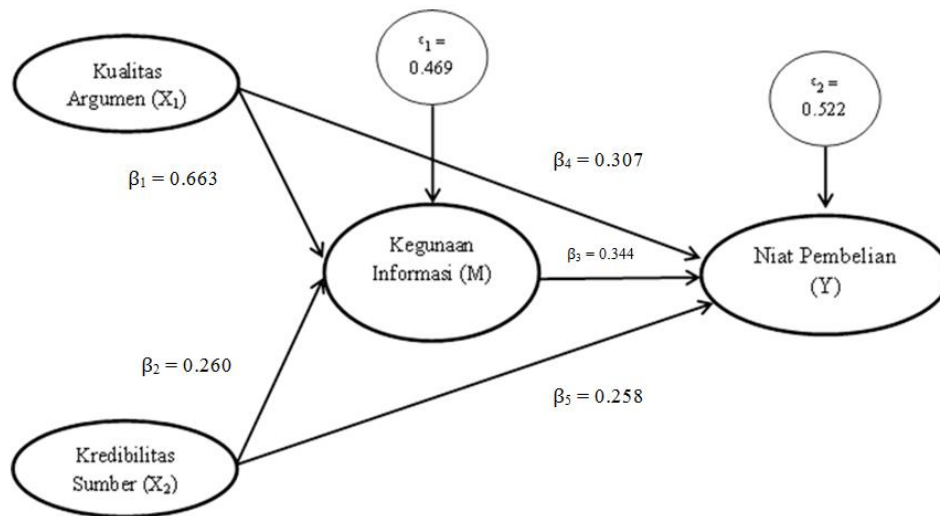 Kualitas
Argumen (X₁)
ε₁ =
0.469
ε₂ =
0.522
β₁ = 0.663
β₄ = 0.307
Kegunaan
Informasi (M)
β₃ = 0.344
Niat Pembelian
(Y)
β₂ = 0.260
β₅ = 0.258
Kredibilitas
Sumber (X₂)